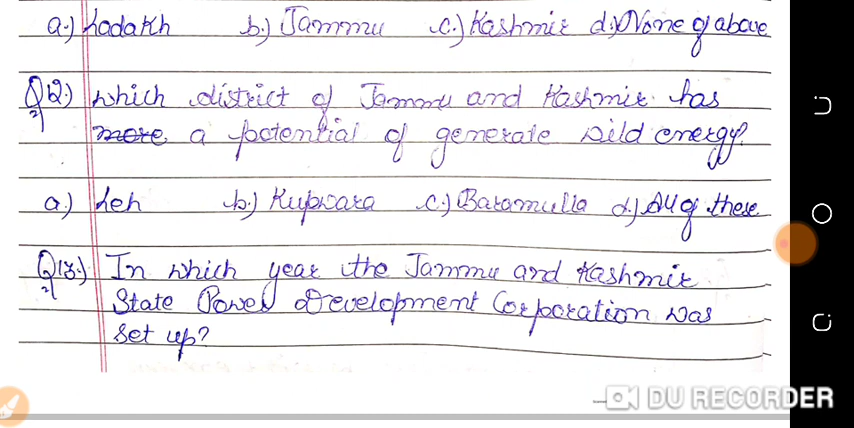 a.) Ladakh b.) Jammu c.) Kashmir d.) None of above
Q12.) which district of Jammu and Kashmir has
more a potential of generate wild energy?
a.) Leh b.) Kupwara c.) Baramulla d.) All of these
Q13.) In which year the Jammu and Kashmir
State Power Development Corporation was
set up?
DU RECORDER